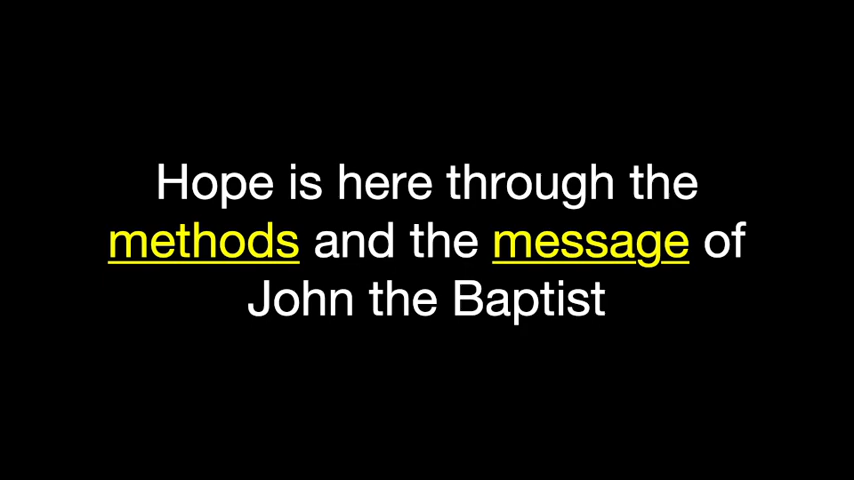 Hope is here through the
methods and the message of
John the Baptist